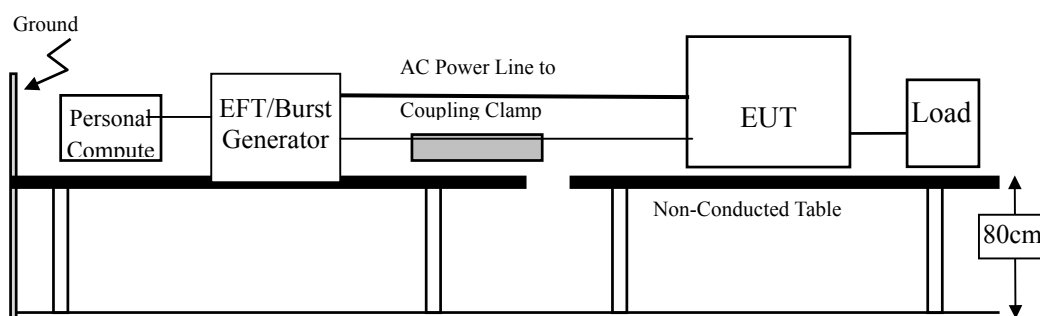 Ground
AC Power Line to
Coupling Clamp
Personal
Compute
EFT/Burst
Generator
EUT
Load
Non-Conducted Table
80cm